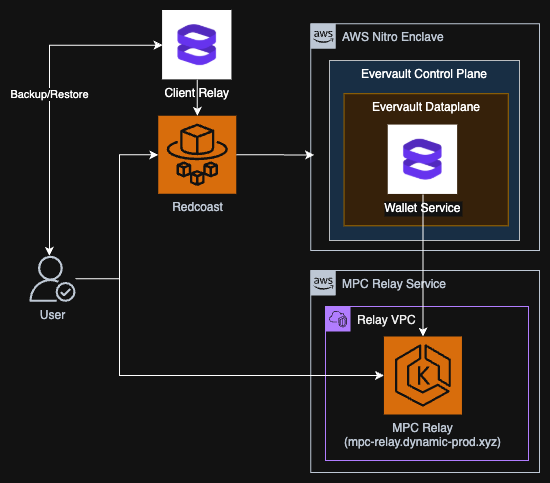 aws
AWS Nitro Enclave
Evervault Control Plane
Backup/Restore
Client Relay
Evervault Dataplane
Redcoast
Wallet Service
aws
MPC Relay Service
User
Relay VPC
K
MPC Relay
(mpc-relay.dynamic-prod.xyz)